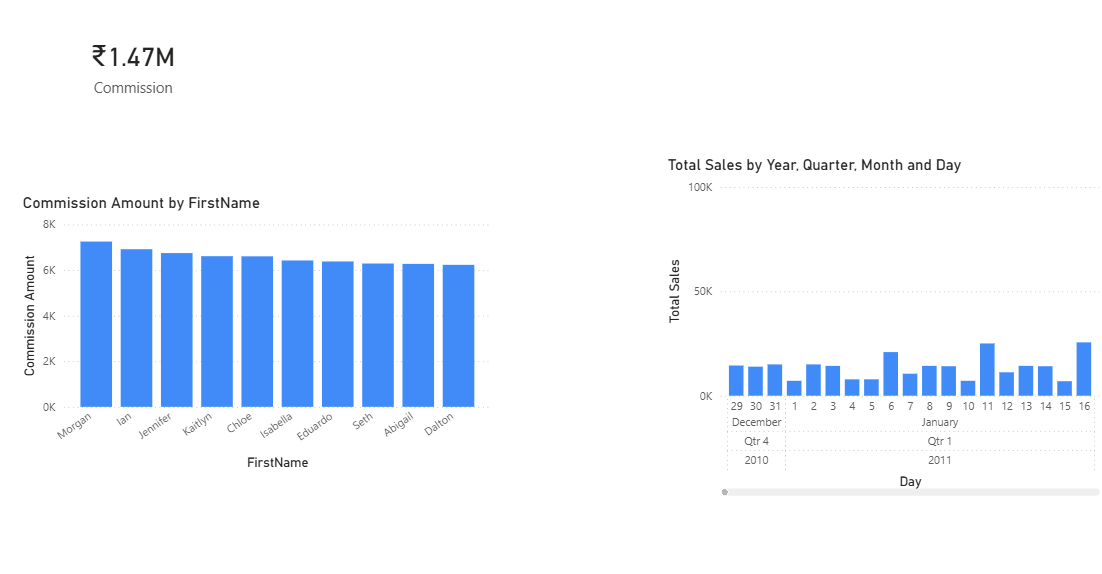 ₹1.47M
Commission
Commission Amount by FirstName
Commission Amount
8K
6K
4K
2K
0K
Morgan
Ian
Jennifer
Kaitlyn
Chloe
Isabella
Eduardo
Seth
Abigail
Dalton
FirstName
Total Sales by Year, Quarter, Month and Day
Total Sales
100K
50K
0K
29 30 31 1 2 3 4 5 6 7 8 9 10 11 12 13 14 15 16
December January
Qtr 4 Qtr 1
2010 2011
Day